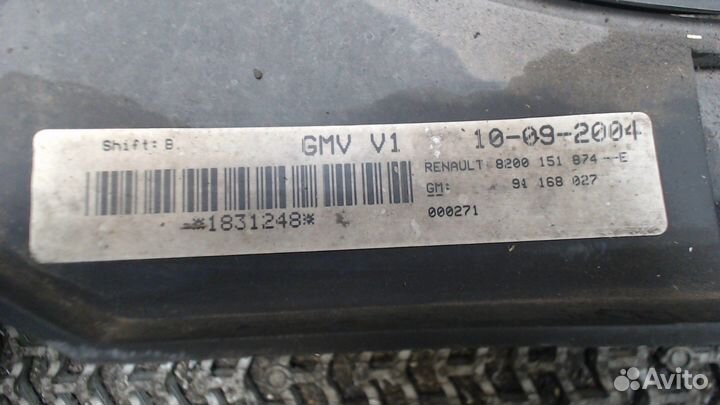 Shift: B.
GMV V1
10-09-2004
RENAULT 8200 151 874--E
GM: 91 168 027
000271
*1831248*
Avito